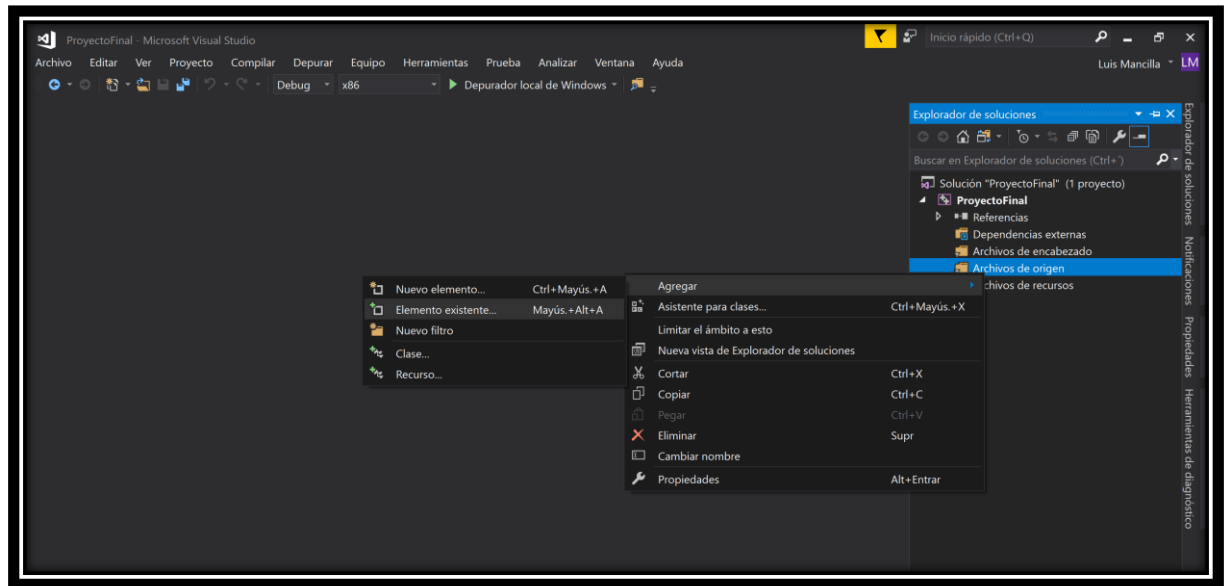 ProyectoFinal - Microsoft Visual Studio
Inicio rápido (Ctrl+Q)
Archivo Editar Ver Proyecto Compilar Depurar Equipo Herramientas Prueba Analizar Ventana Ayuda
Luis Mancilla LM
Debug x86 Depurador local de Windows
Explorador de soluciones
Buscar en Explorador de soluciones (Ctrl+´)
Solución "ProyectoFinal" (1 proyecto)
ProyectoFinal
Referencias
Dependencias externas
Archivos de encabezado
Archivos de origen
chivos de recursos
Agregar
Asistente para clases... Ctrl+Mayús.+X
Limitar el ámbito a esto
Nueva vista de Explorador de soluciones
Cortar Ctrl+X
Copiar Ctrl+C
Pegar Ctrl+V
Eliminar Supr
Cambiar nombre
Propiedades Alt+Entrar
Nuevo elemento... Ctrl+Mayús.+A
Elemento existente... Mayús.+Alt+A
Nuevo filtro
Clase...
Recurso...
Explorador de soluciones
Notificaciones
Propiedades
Herramientas de diagnóstico